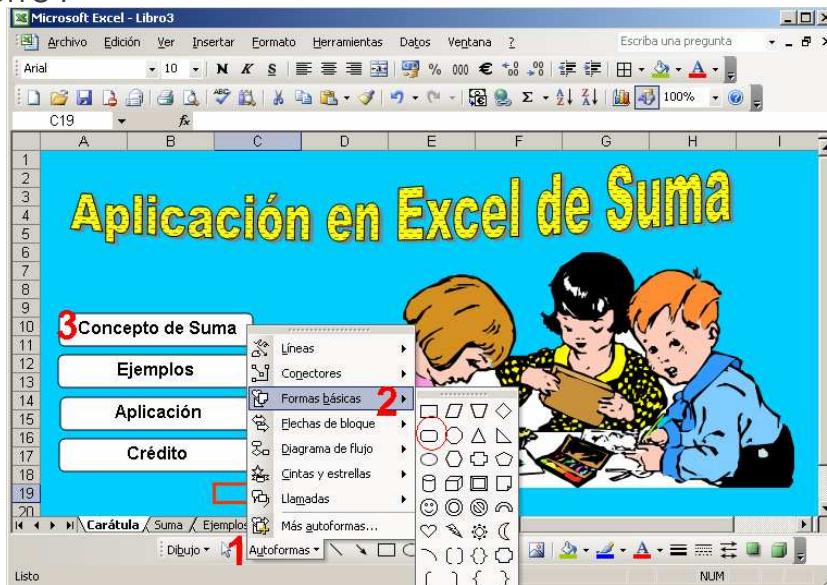 Microsoft Excel - Libro3
Archivo Edición Ver Insertar Formato Herramientas Datos Ventana ? Escriba una pregunta
Arial 10 N K S % 000 €
Σ 100%
C19 fx
A B C D E F G H I
1
2
3
4
5
6
7
8
9
10
11
12
13
14
15
16
17
18
19
20
Aplicación en Excel de Suma
3 Concepto de Suma
Ejemplos
Aplicación
Crédito
Líneas
Conectores
Formas básicas 2
Flechas de bloque
Diagrama de flujo
Cintas y estrellas
Llamadas
Más autoformas...
Carátula Suma Ejemplos
Dibujo 1 Autoformas
Listo NUM